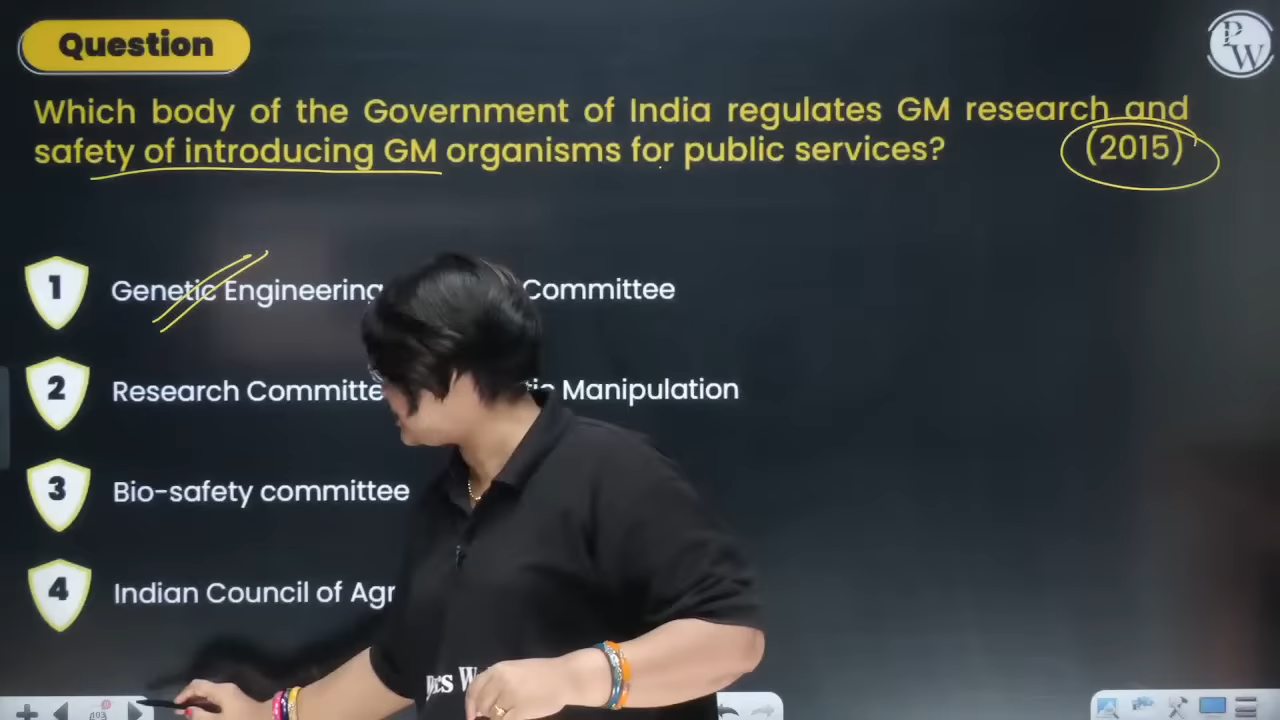 Question
PW
Which body of the Government of India regulates GM research and
safety of introducing GM organisms for public services?
(2015)
1 Genetic Engineering Committee
2 Research Committe Manipulation
3 Bio-safety committee
4 Indian Council of Agr